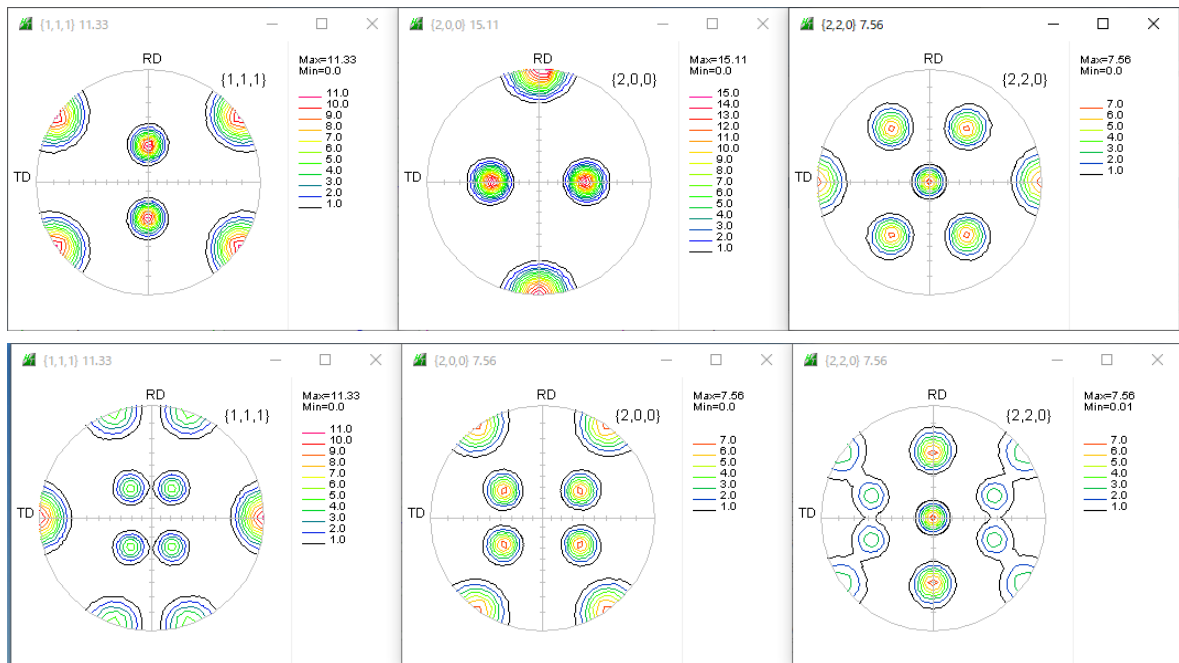 {1,1,1} 11.33
RD
{1,1,1}
TD
Max=11.33
Min=0.0
11.0
10.0
9.0
8.0
7.0
6.0
5.0
4.0
3.0
2.0
1.0
{2,0,0} 15.11
RD
{2,0,0}
Max=15.11
Min=0.0
15.0
14.0
13.0
12.0
11.0
10.0
9.0
8.0
7.0
6.0
5.0
4.0
3.0
2.0
1.0
TD
{2,2,0} 7.56
RD
{2,2,0}
TD
Max=7.56
Min=0.0
7.0
6.0
5.0
4.0
3.0
2.0
1.0
{1,1,1} 11.33
RD
{1,1,1}
TD
Max=11.33
Min=0.0
11.0
10.0
9.0
8.0
7.0
6.0
5.0
4.0
3.0
2.0
1.0
{2,0,0} 7.56
RD
{2,0,0}
TD
Max=7.56
Min=0.0
7.0
6.0
5.0
4.0
3.0
2.0
1.0
{2,2,0} 7.56
RD
{2,2,0}
TD
Max=7.56
Min=0.01
7.0
6.0
5.0
4.0
3.0
2.0
1.0